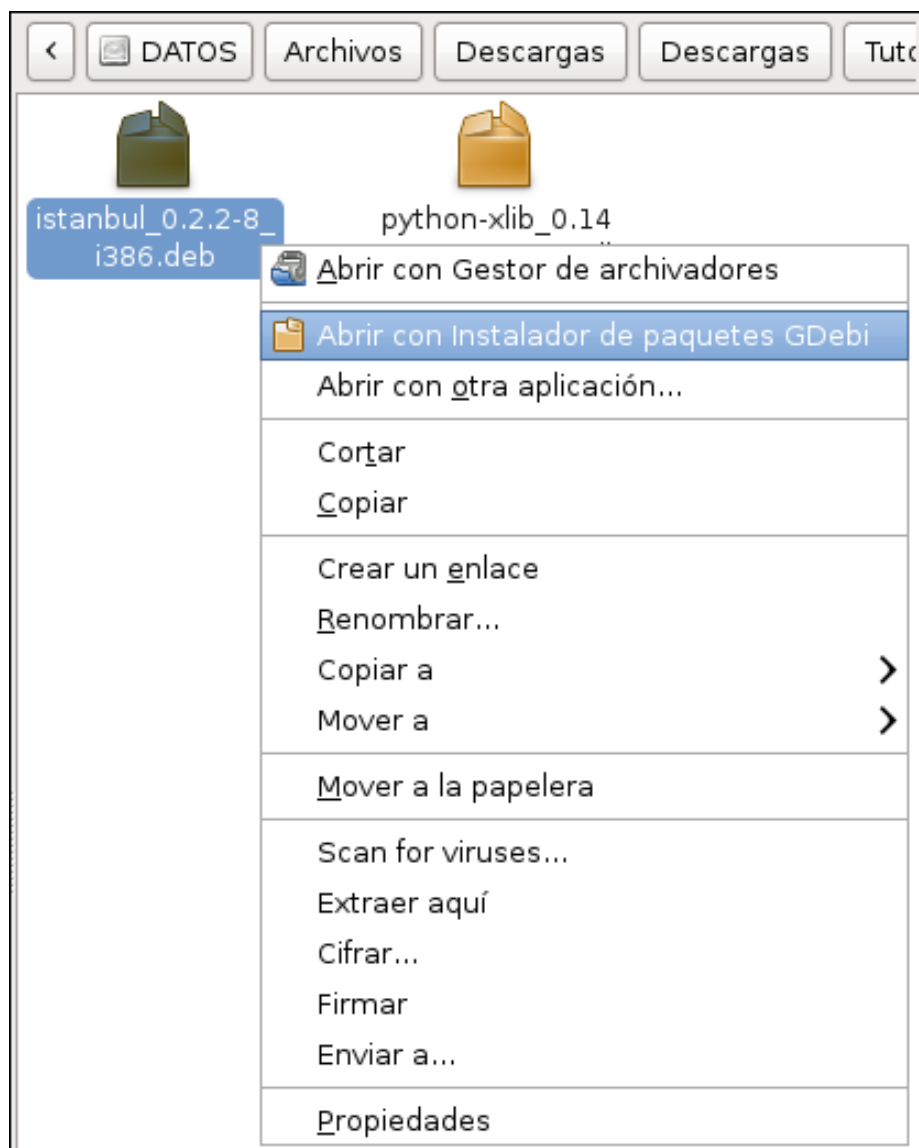 DATOS
Archivos
Descargas
Descargas
istanbul_0.2.2-8_
i386.deb
python-xlib_0.14
Abrir con Gestor de archivadores
Abrir con Instalador de paquetes GDebi
Abrir con otra aplicación...
Cortar
Copiar
Crear un enlace
Renombrar...
Copiar a
Mover a
Mover a la papelera
Scan for viruses...
Extraer aquí
Cifrar...
Firmar
Enviar a...
Propiedades